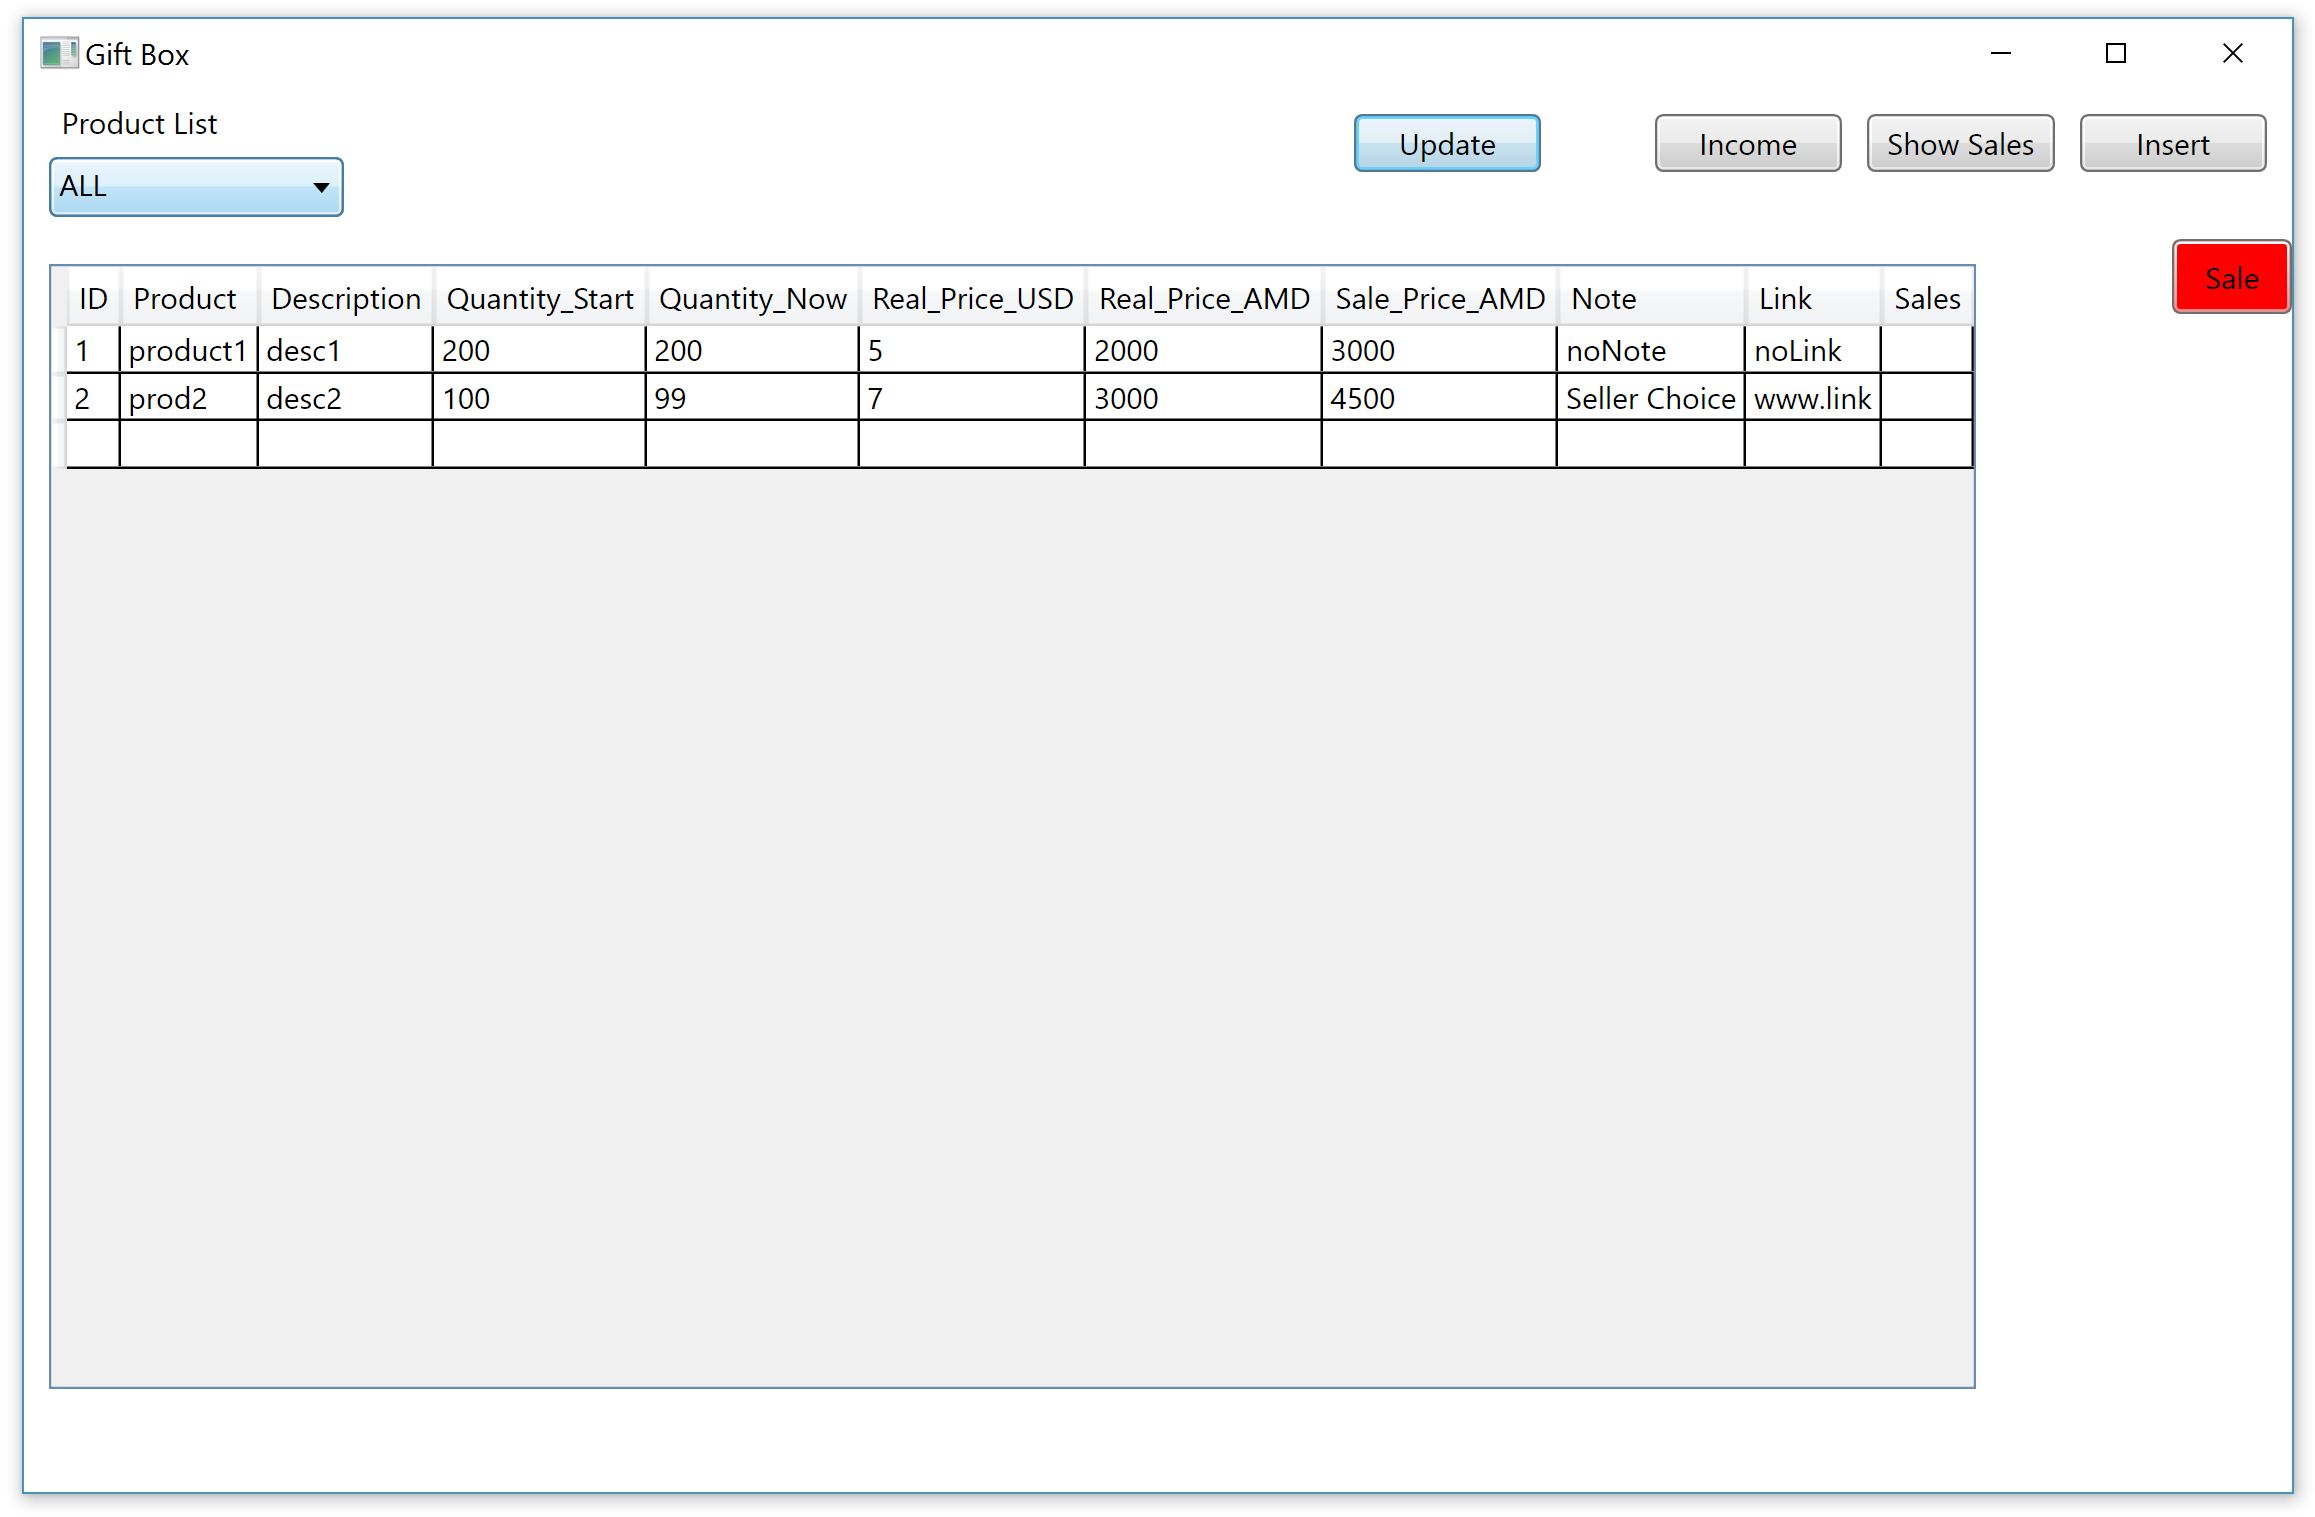 Gift Box
Product List
ALL
Update Income Show Sales Insert
Sale
ID Product Description Quantity_Start Quantity_Now Real_Price_USD Real_Price_AMD Sale_Price_AMD Note Link Sales
1 product1 desc1 200 200 5 2000 3000 noNote noLink
2 prod2 desc2 100 99 7 3000 4500 Seller Choice www.link